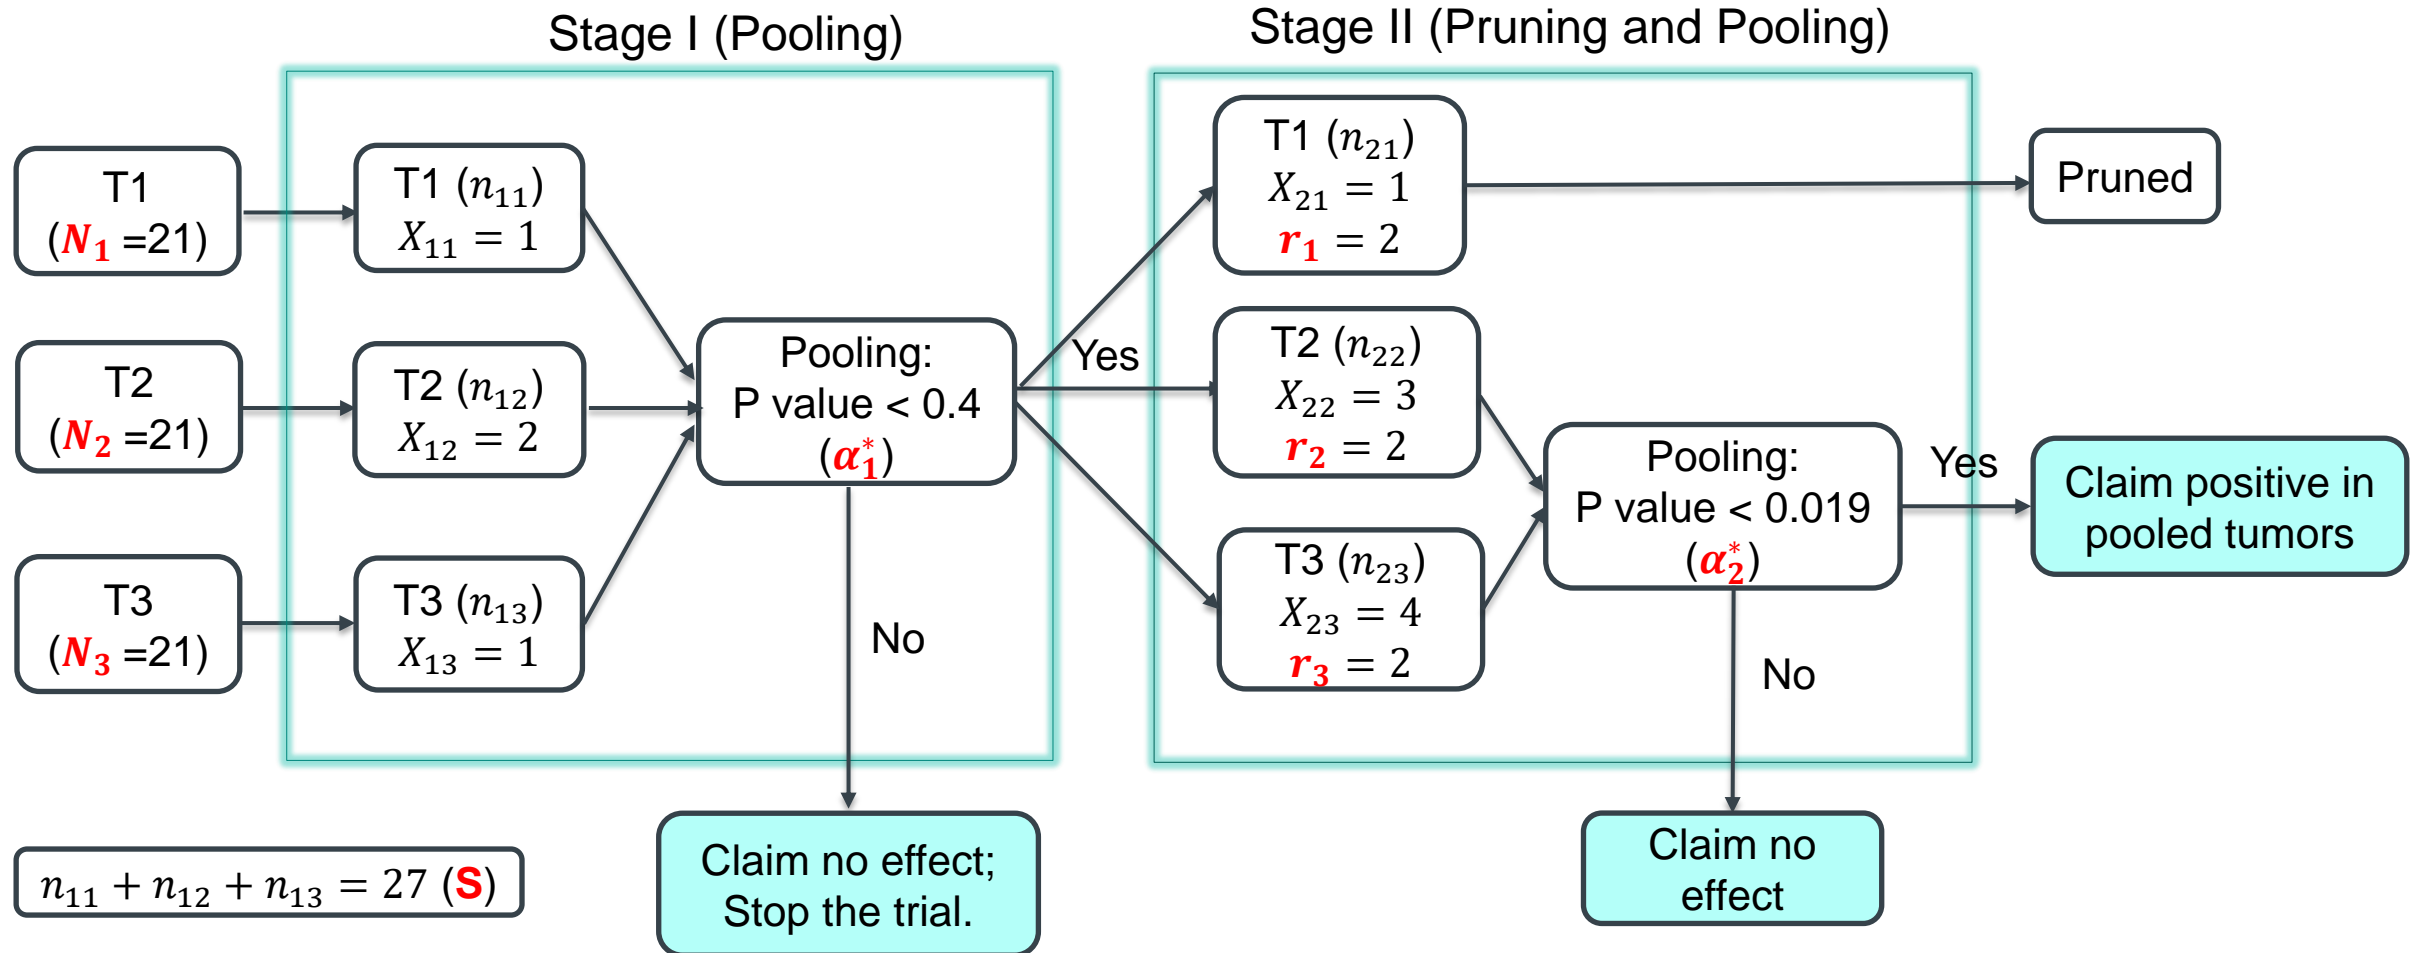 Stage I (Pooling)
Stage II (Pruning and Pooling)
T1
(N₁ =21)
T2
(N₂ =21)
T3
(N₃ =21)
T1 (n₁₁)
X₁₁ = 1
T2 (n₁₂)
X₁₂ = 2
T3 (n₁₃)
X₁₃ = 1
Pooling:
P value < 0.4
(α₁*)
Yes
No
Claim no effect;
Stop the trial.
T1 (n₂₁)
X₂₁ = 1
r₁ = 2
T2 (n₂₂)
X₂₂ = 3
r₂ = 2
T3 (n₂₃)
X₂₃ = 4
r₃ = 2
Pruned
Pooling:
P value < 0.019
(α₂*)
Yes
Claim positive in
pooled tumors
No
Claim no
effect
n₁₁ + n₁₂ + n₁₃ = 27 (S)